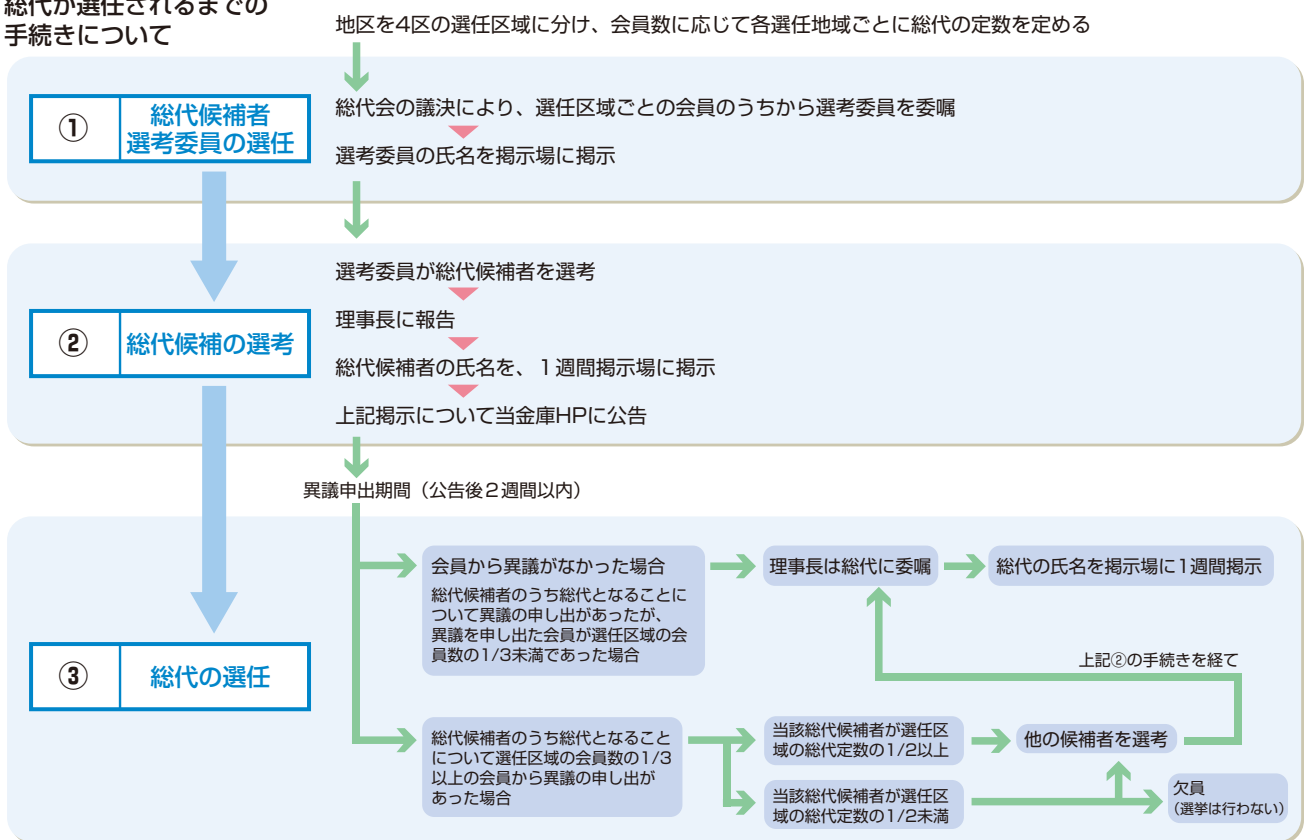 総代が選任されるまでの
手続きについて
地区を4区の選任区域に分け、会員数に応じて各選任地域ごとに総代の定数を定める
①
総代候補者
選考委員の選任
総代会の議決により、選任区域ごとの会員のうちから選考委員を委嘱
選考委員の氏名を掲示場に掲示
②
総代候補の選考
選考委員が総代候補者を選考
理事長に報告
総代候補者の氏名を、1週間掲示場に掲示
上記掲示について当金庫HPに公告
異議申出期間（公告後2週間以内）
③
総代の選任
会員から異議がなかった場合
総代候補者のうち総代となることに
ついて異議の申し出があったが、
異議を申し出た会員が選任区域の会
員数の1/3未満であった場合
理事長は総代に委嘱
総代の氏名を掲示場に1週間掲示
上記②の手続きを経て
総代候補者のうち総代となること
について選任区域の会員数の1/3
以上の会員から異議の申し出が
あった場合
当該総代候補者が選任区
域の総代定数の1/2以上
他の候補者を選考
当該総代候補者が選任区
域の総代定数の1/2未満
欠員
（選挙は行わない）